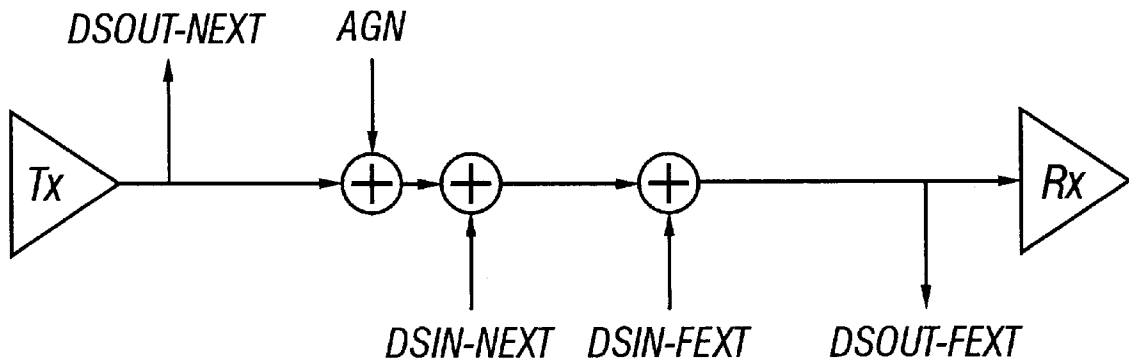 DSOUT-NEXT
AGN
Tx
Rx
DSIN-NEXT
DSIN-FEXT
DSOUT-FEXT